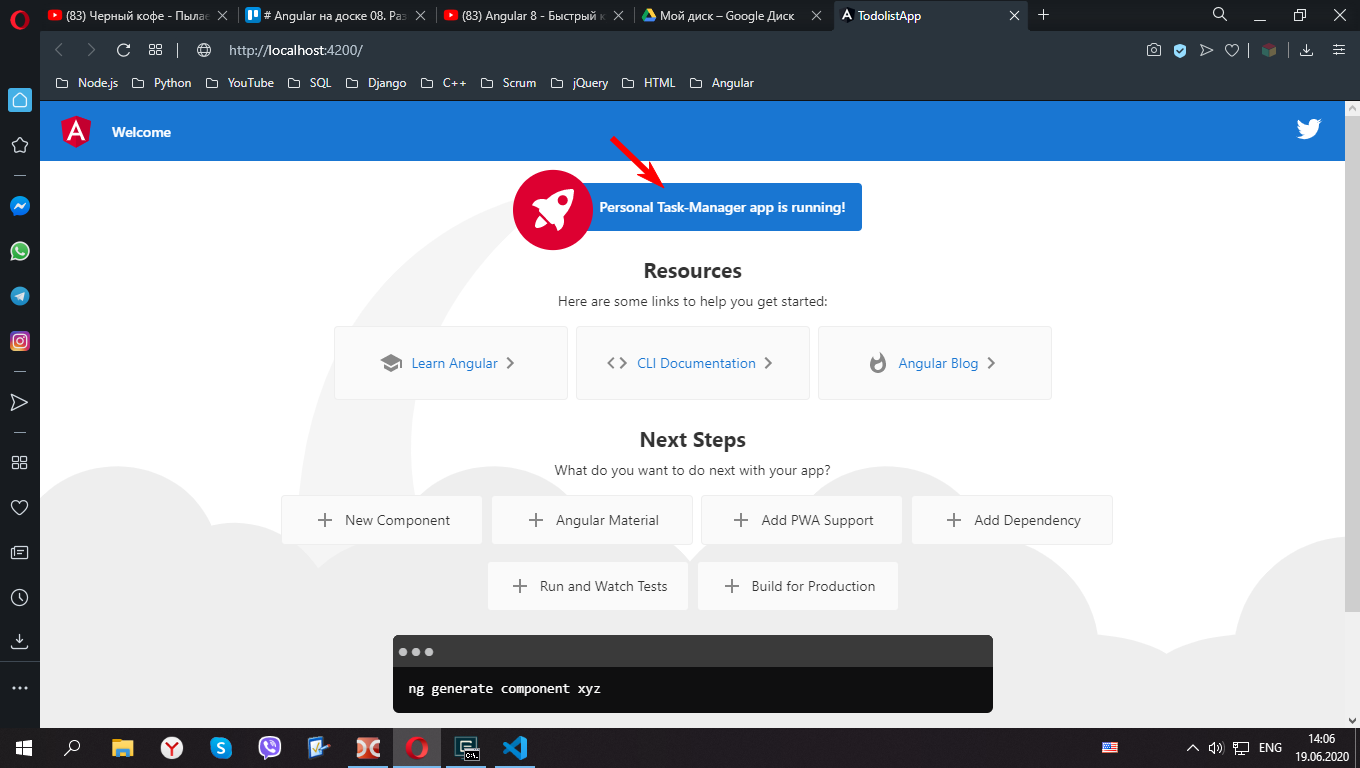 (83) Черный кофе - Пылае
# Angular на доске 08. Раз
(83) Angular 8 - Быстрый к
Мой диск – Google Диск
TodolistApp
http://localhost:4200/
Node.js Python YouTube SQL Django C++ Scrum jQuery HTML Angular
Welcome
Personal Task-Manager app is running!
Resources
Here are some links to help you get started:
Learn Angular
CLI Documentation
Angular Blog
Next Steps
What do you want to do next with your app?
New Component
Angular Material
Add PWA Support
Add Dependency
Run and Watch Tests
Build for Production
ng generate component xyz
ENG
14:06
19.06.2020